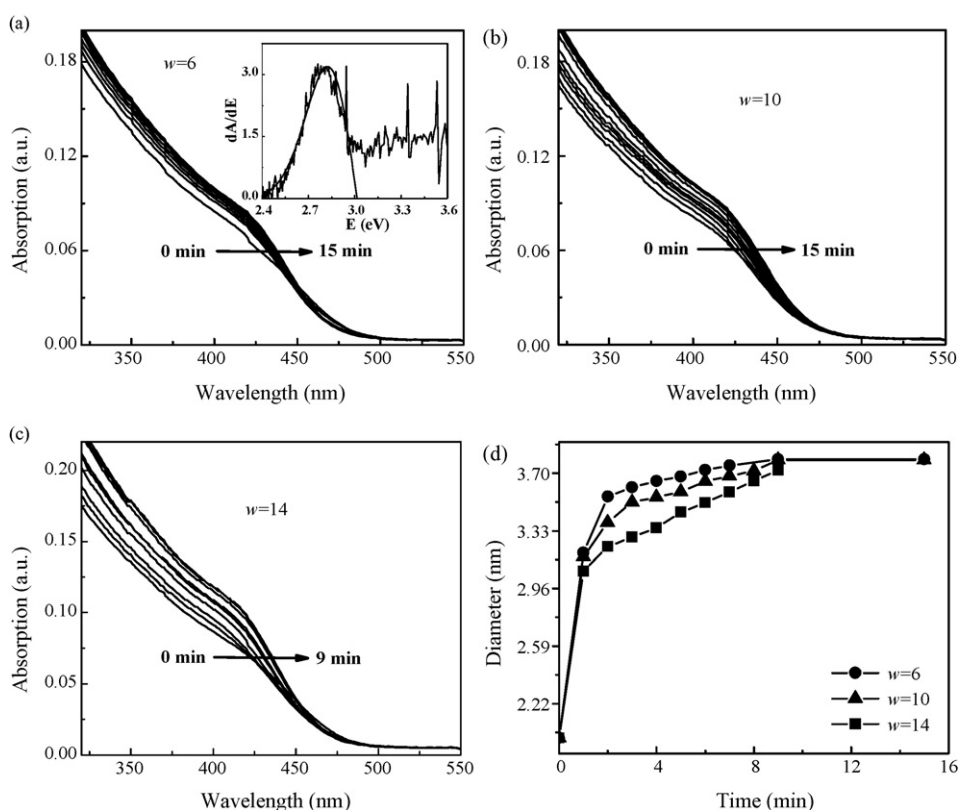 (a)
0.18
0.12
0.06
0.00
Absorption (a.u.)
w=6
3.0
1.5
0.0
dA/dE
2.4 2.7 3.0 3.3 3.6
E (eV)
0 min 15 min
350 400 450 500 550
Wavelength (nm)
(b)
0.18
0.12
0.06
0.00
Absorption (a.u.)
w=10
0 min 15 min
350 400 450 500 550
Wavelength (nm)
(c)
0.20
0.15
0.10
0.05
0.00
Absorption (a.u.)
w=14
0 min 9 min
350 400 450 500 550
Wavelength (nm)
(d)
3.70
3.33
2.96
2.59
2.22
Diameter (nm)
w=6
w=10
w=14
0 4 8 12 16
Time (min)